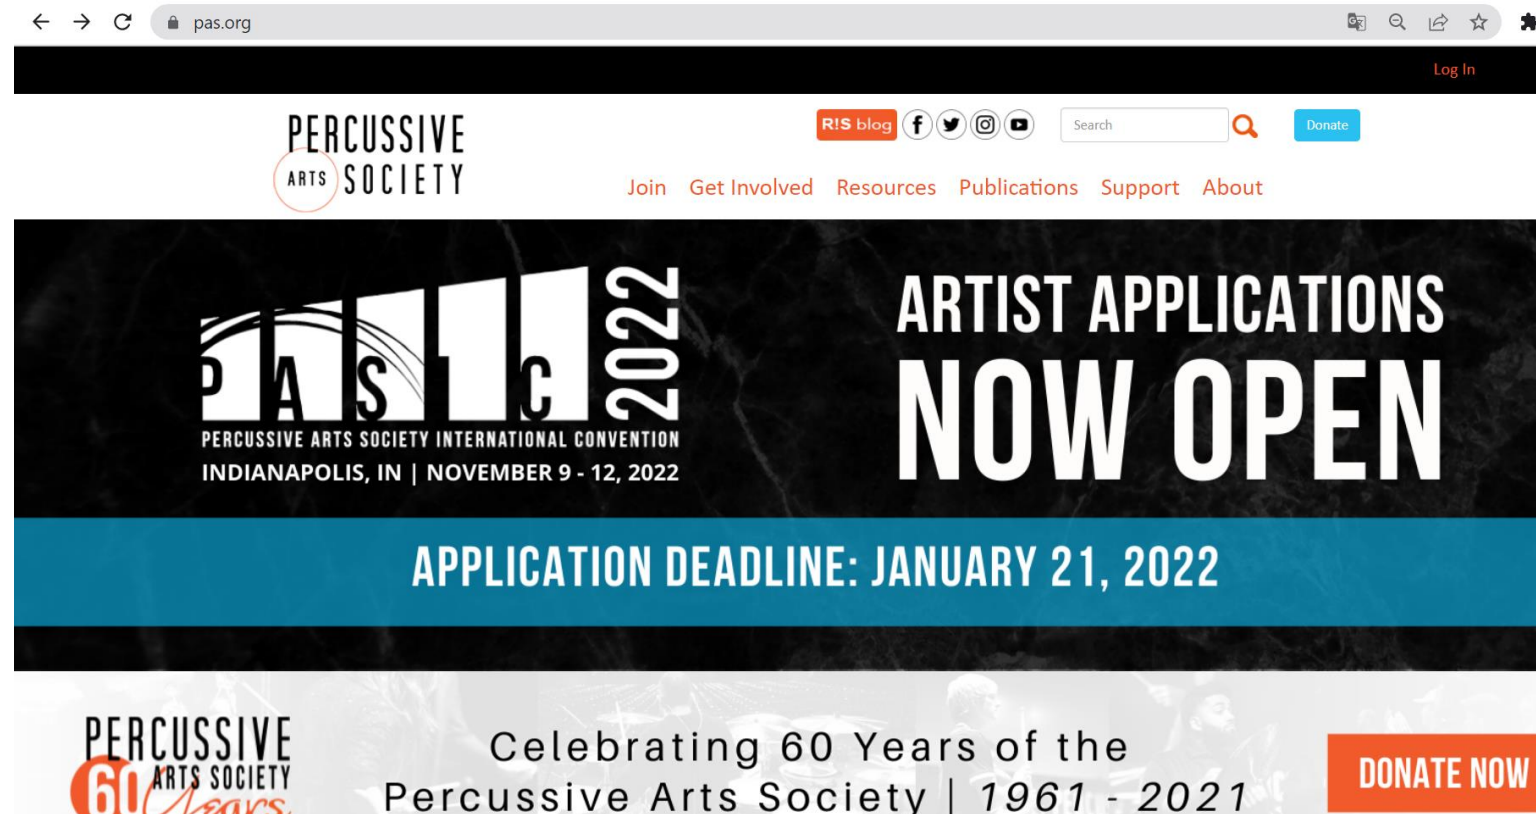 pas.org
Log In
PERCUSSIVE
ARTS SOCIETY
R!S blog
Search
Donate
Join Get Involved Resources Publications Support About
PASIC 2022
PERCUSSIVE ARTS SOCIETY INTERNATIONAL CONVENTION
INDIANAPOLIS, IN | NOVEMBER 9 - 12, 2022
ARTIST APPLICATIONS
NOW OPEN
APPLICATION DEADLINE: JANUARY 21, 2022
PERCUSSIVE
60 ARTS SOCIETY
Years
Celebrating 60 Years of the
Percussive Arts Society | 1961 - 2021
DONATE NOW